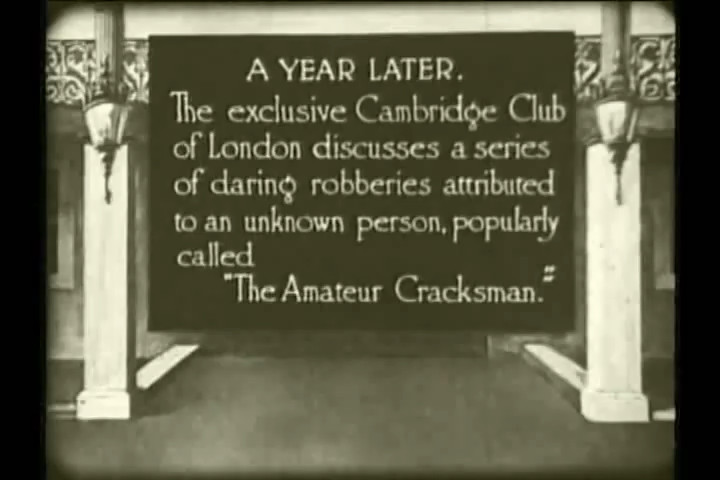 A YEAR LATER.
The exclusive Cambridge Club
of London discusses a series
of daring robberies attributed
to an unknown person, popularly
called
"The Amateur Cracksman."